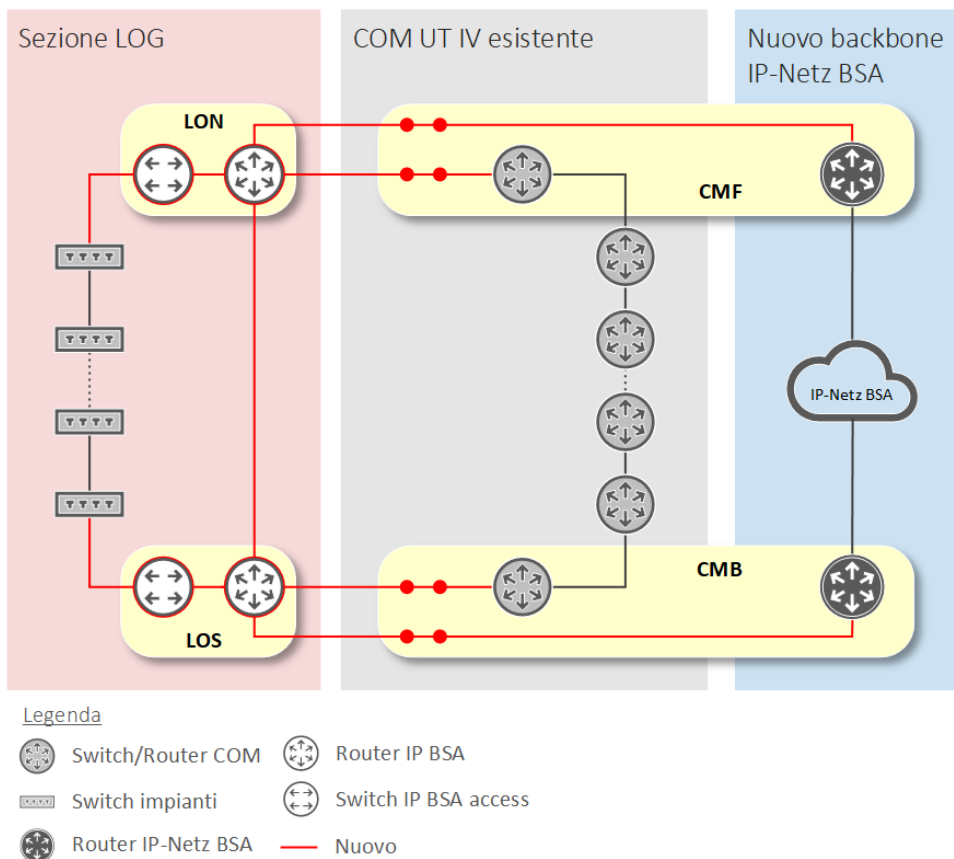 Sezione LOG
COM UT IV esistente
Nuovo backbone
IP-Netz BSA
LON
CMF
IP-Netz BSA
CMB
LOS
Legenda
Switch/Router COM
Router IP BSA
Switch impianti
Switch IP BSA access
Router IP-Netz BSA
Nuovo